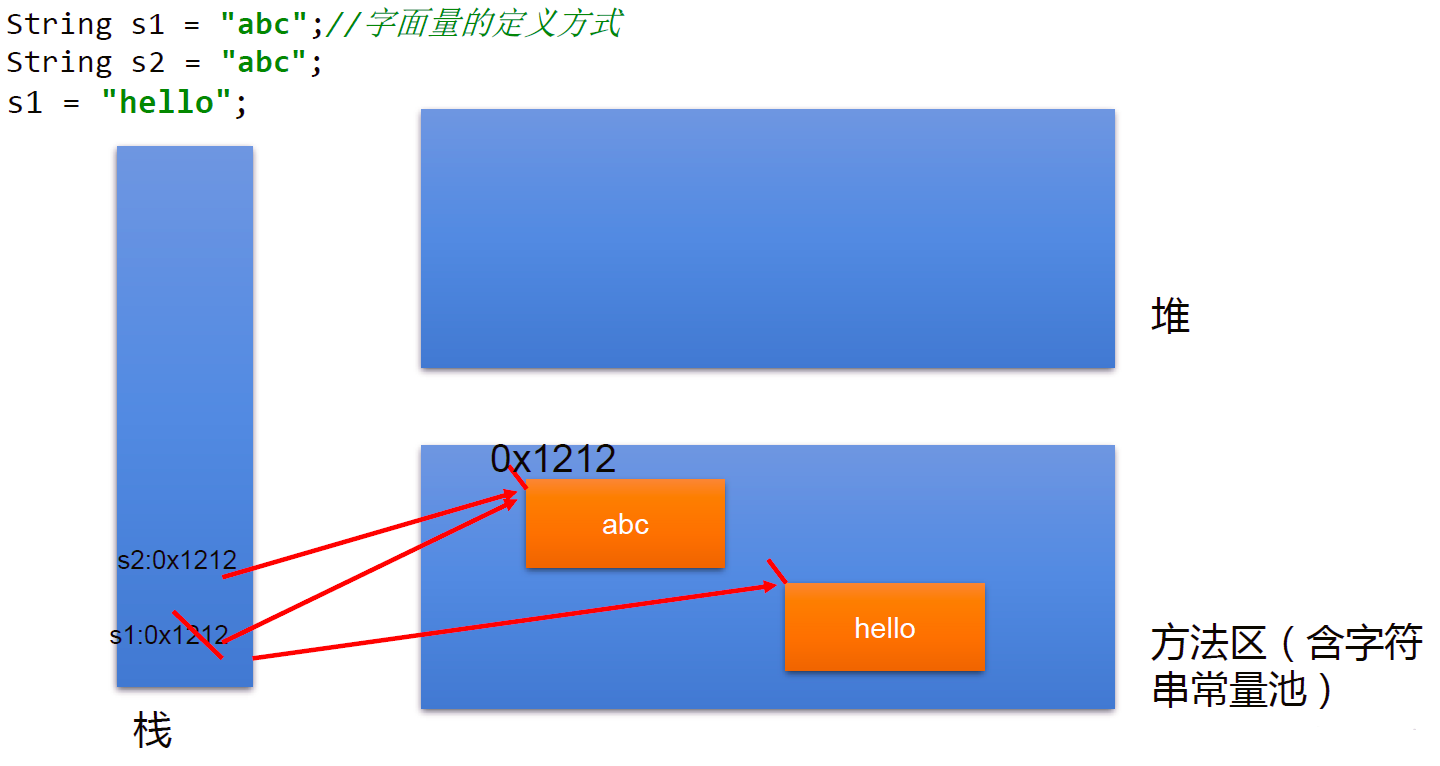 String s1 = "abc";//字面量的定义方式
String s2 = "abc";
s1 = "hello";
堆
0x1212
abc
s2:0x1212
hello
s1:0x1212
方法区（含字符
串常量池）
栈